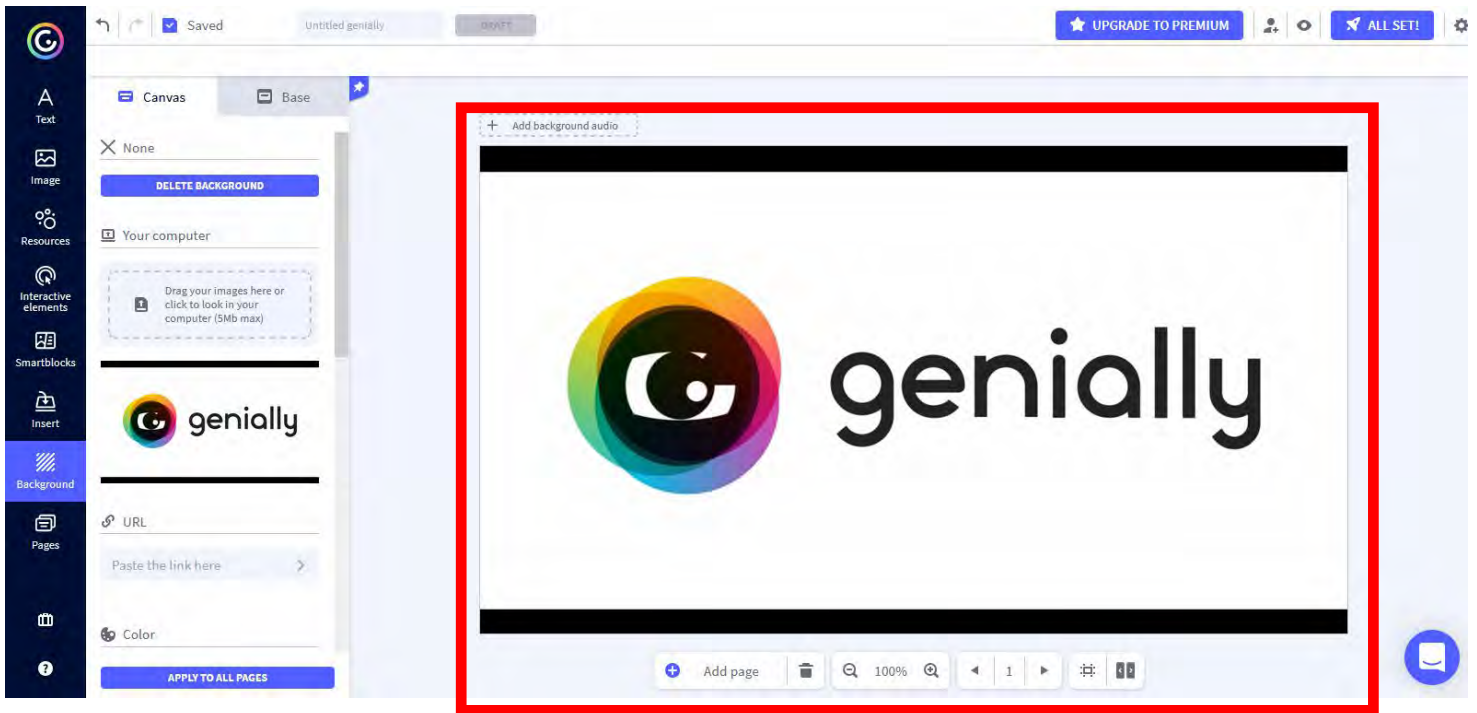 Saved
Untitled genially
DRAFT
UPGRADE TO PREMIUM
ALL SET!
Text
Image
Resources
Interactive
elements
Smartblocks
Insert
Background
Pages
Canvas
Base
None
DELETE BACKGROUND
Your computer
Drag your images here or
click to look in your
computer (5Mb max)
genially
URL
Paste the link here
Color
APPLY TO ALL PAGES
+ Add background audio
genially
Add page
100%
1